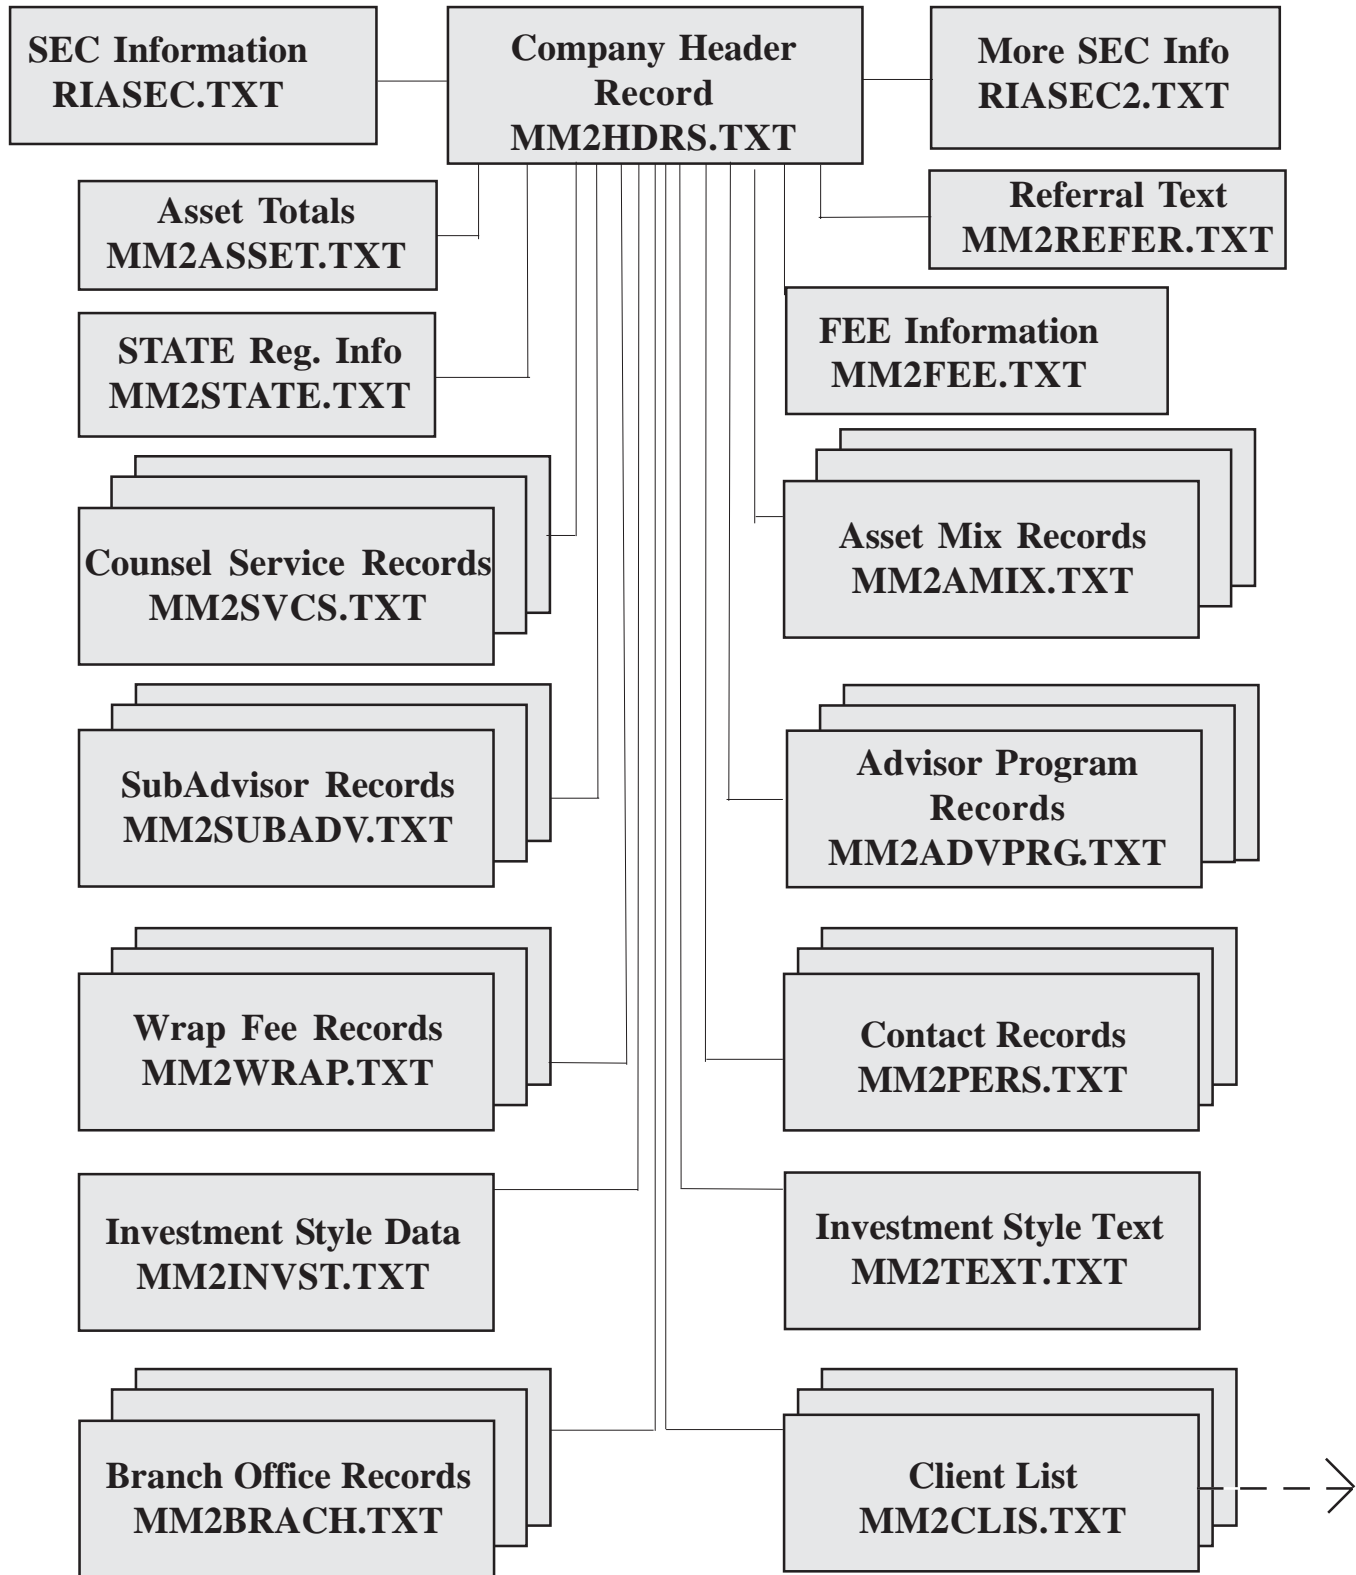 SEC Information
RIASEC.TXT
Company Header
Record
MM2HDRS.TXT
More SEC Info
RIASEC2.TXT
Asset Totals
MM2ASSET.TXT
Referral Text
MM2REFER.TXT
STATE Reg. Info
MM2STATE.TXT
FEE Information
MM2FEE.TXT
Counsel Service Records
MM2SVCS.TXT
Asset Mix Records
MM2AMIX.TXT
SubAdvisor Records
MM2SUBADV.TXT
Advisor Program
Records
MM2ADVPRG.TXT
Wrap Fee Records
MM2WRAP.TXT
Contact Records
MM2PERS.TXT
Investment Style Data
MM2INVST.TXT
Investment Style Text
MM2TEXT.TXT
Branch Office Records
MM2BRACH.TXT
Client List
MM2CLIS.TXT